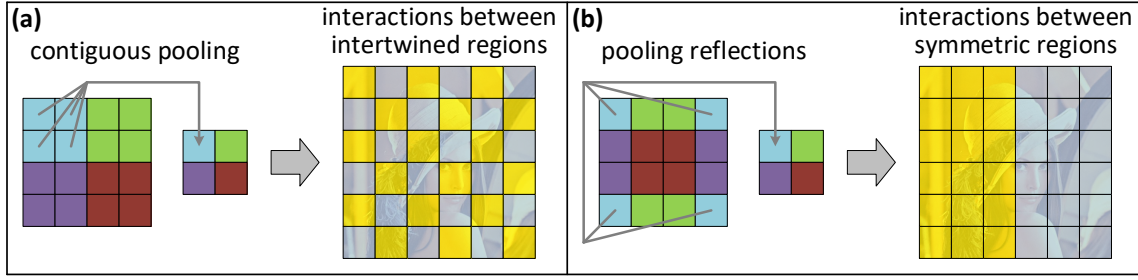 (a)
contiguous pooling
interactions between
intertwined regions
(b)
pooling reflections
interactions between
symmetric regions